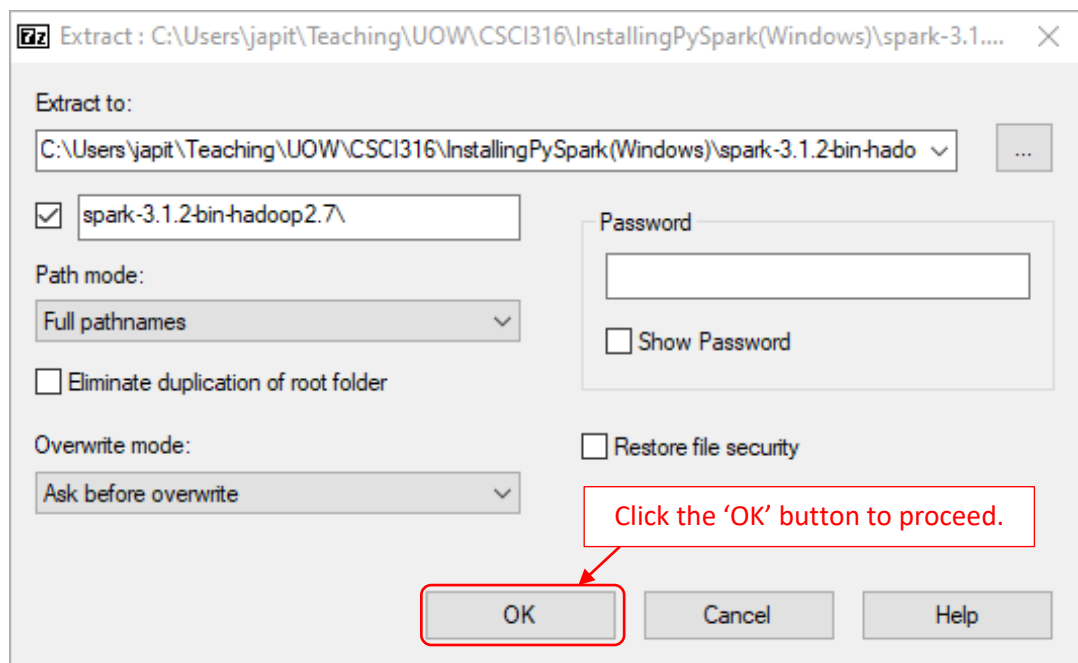 7z Extract : C:\Users\japit\Teaching\UOW\CSCI316\InstallingPySpark(Windows)\spark-3.1....
Extract to:
C:\Users\japit\Teaching\UOW\CSCI316\InstallingPySpark(Windows)\spark-3.1.2-bin-hado
...
spark-3.1.2-bin-hadoop2.7\
Password
Path mode:
Full pathnames
Show Password
Eliminate duplication of root folder
Overwrite mode:
Restore file security
Ask before overwrite
Click the ‘OK’ button to proceed.
OK
Cancel
Help